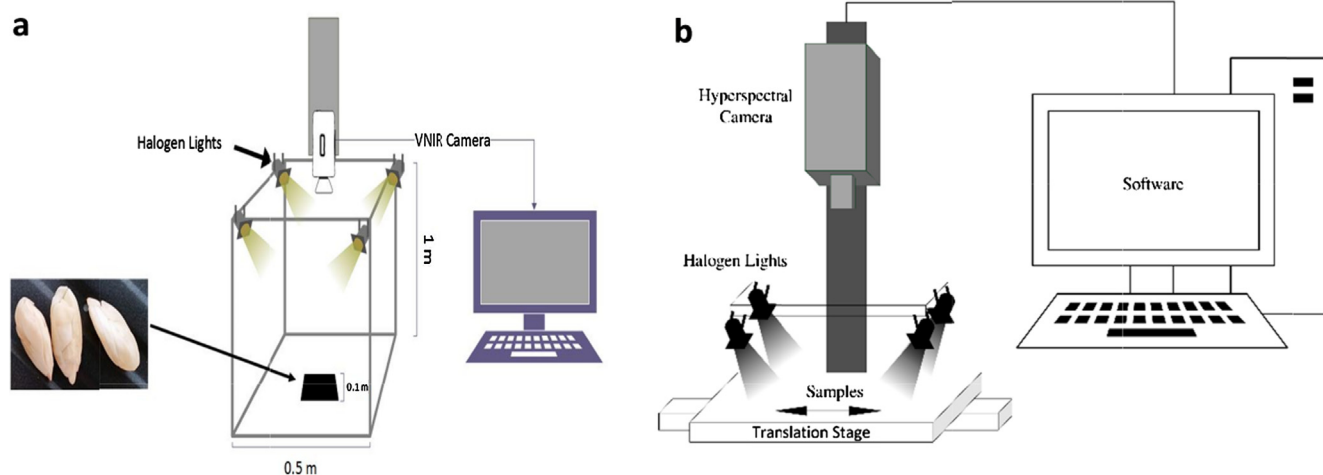 a
Halogen Lights
VNIR Camera
1 m
0.1 m
0.5 m
b
Hyperspectral
Camera
Software
Halogen Lights
Samples
Translation Stage